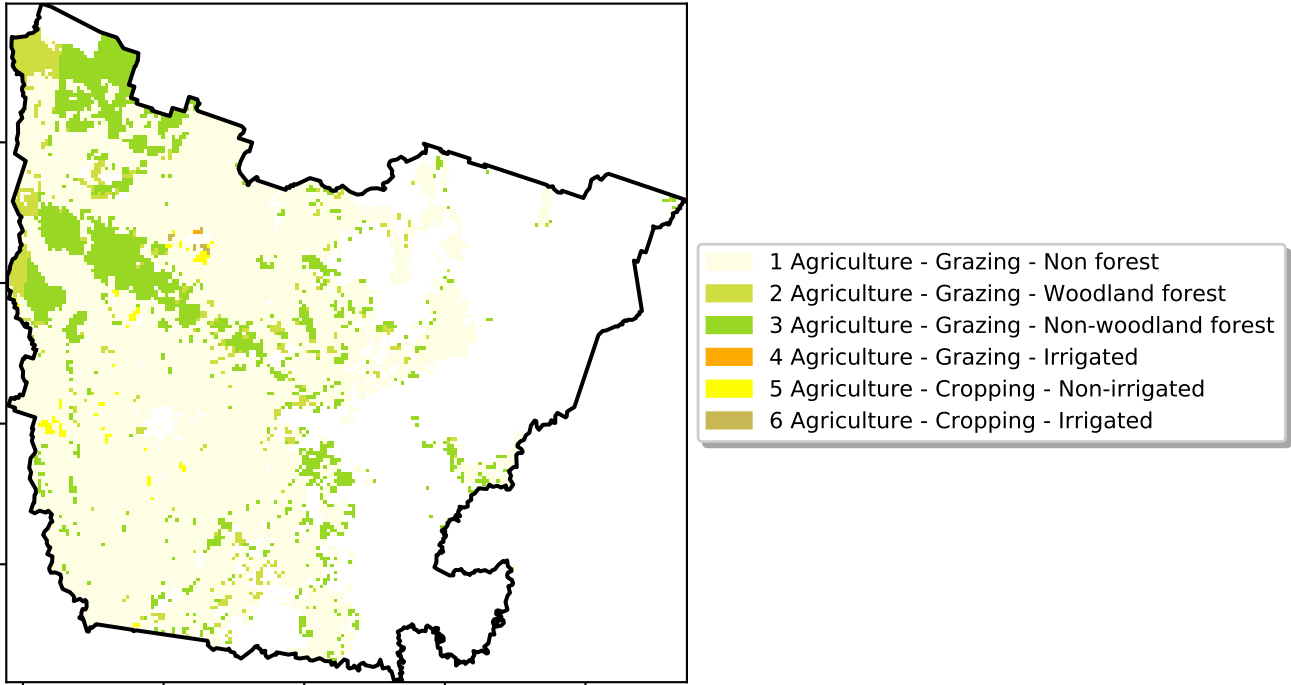 1 Agriculture - Grazing - Non forest
2 Agriculture - Grazing - Woodland forest
3 Agriculture - Grazing - Non-woodland forest
4 Agriculture - Grazing - Irrigated
5 Agriculture - Cropping - Non-irrigated
6 Agriculture - Cropping - Irrigated